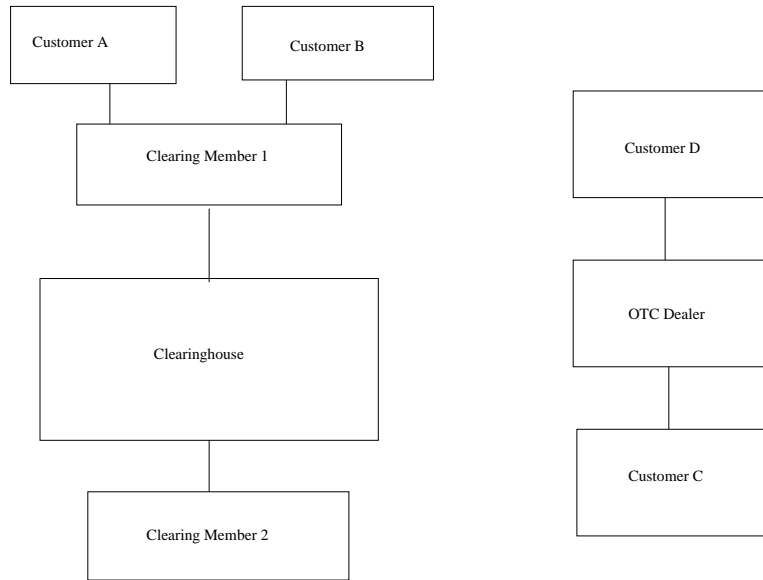 Customer A
Customer B
Clearing Member 1
Clearinghouse
Clearing Member 2
Customer D
OTC Dealer
Customer C